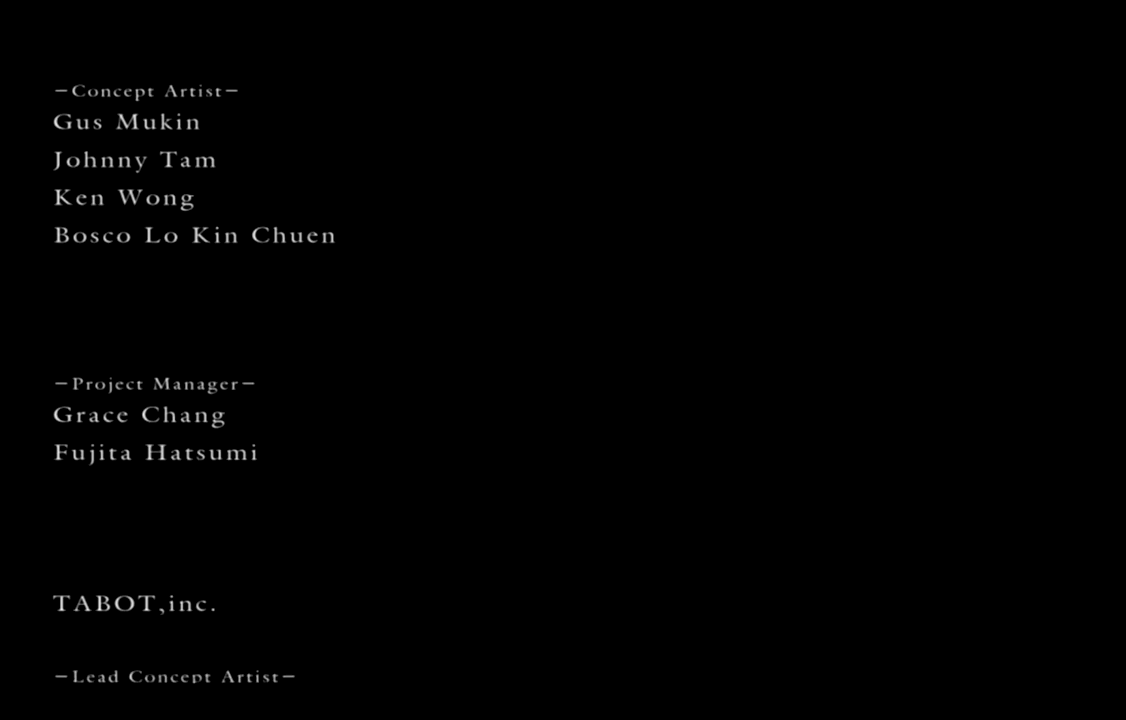 —Concept Artist—
Gus Mukin
Johnny Tam
Ken Wong
Bosco Lo Kin Chuen
—Project Manager—
Grace Chang
Fujita Hatsumi
TABOT,inc.
—Lead Concept Artist—